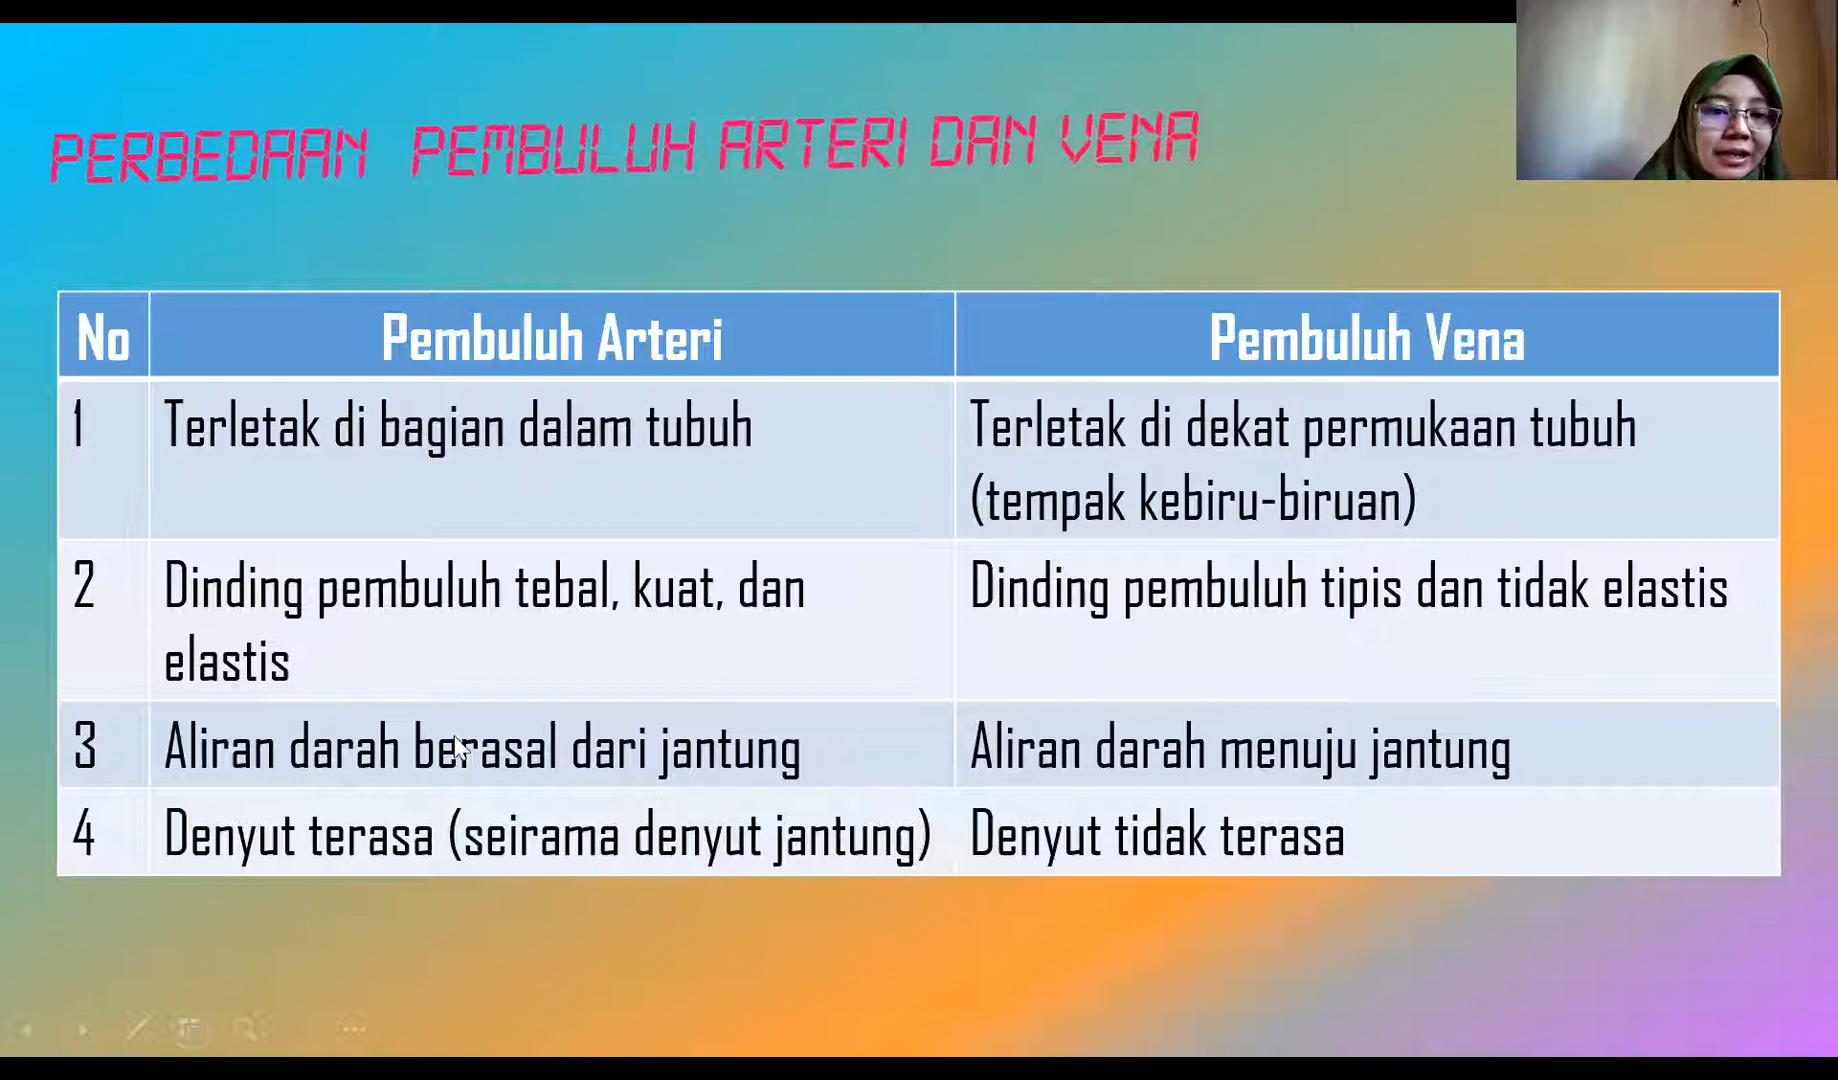 PERBEDAAN PEMBULUH ARTERI DAN VENA
No Pembuluh Arteri Pembuluh Vena
1 Terletak di bagian dalam tubuh Terletak di dekat permukaan tubuh
(tempak kebiru-biruan)
2 Dinding pembuluh tebal, kuat, dan Dinding pembuluh tipis dan tidak elastis
elastis
3 Aliran darah berasal dari jantung Aliran darah menuju jantung
4 Denyut terasa (seirama denyut jantung) Denyut tidak terasa